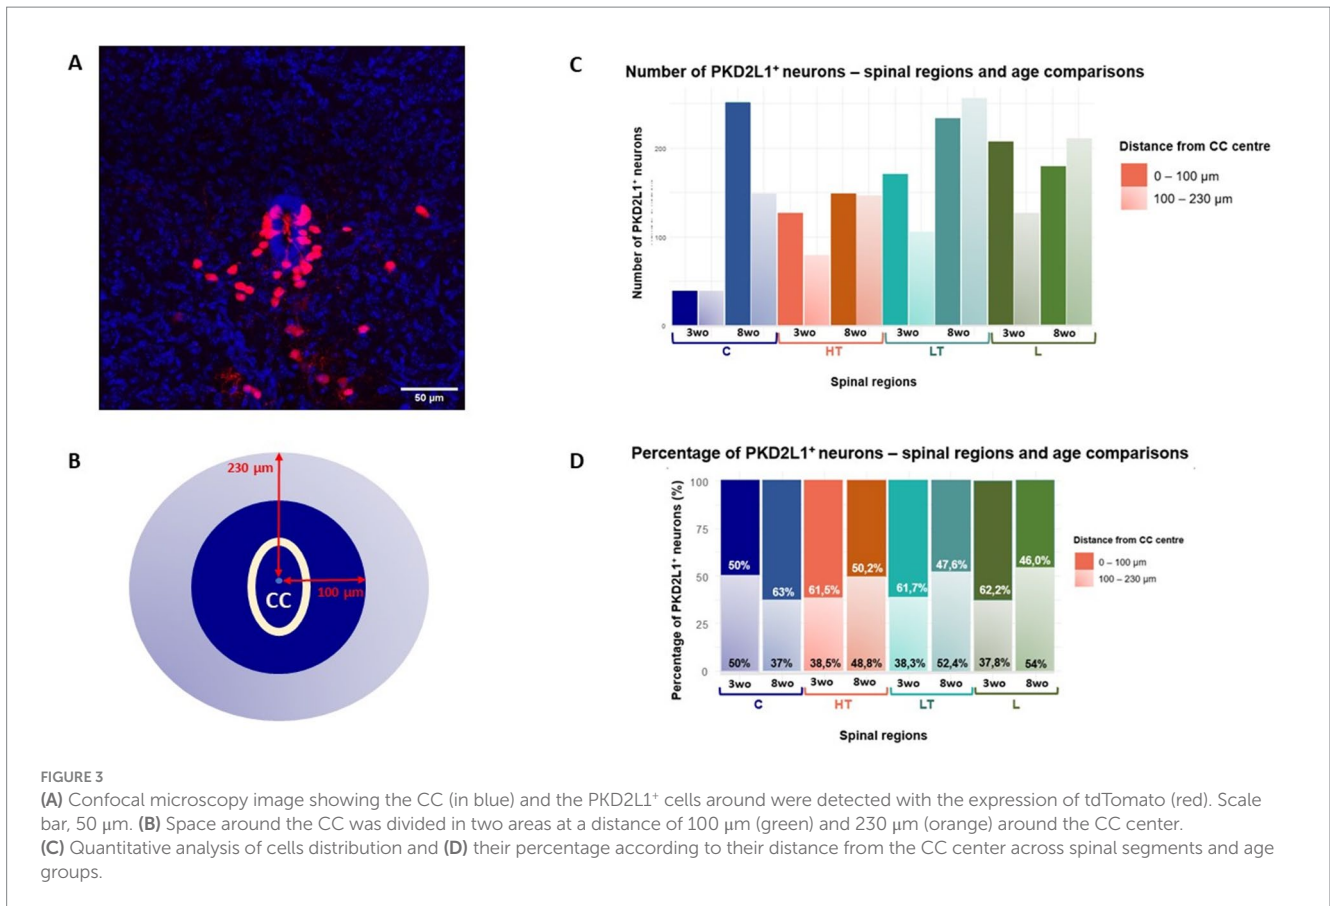 A
50 µm
B
230 µm
100 µm
CC
C
Number of PKD2L1⁺ neurons – spinal regions and age comparisons
Number of PKD2L1⁺ neurons
200
100
0
3wo 8wo 3wo 8wo 3wo 8wo 3wo 8wo
C HT LT L
Spinal regions
Distance from CC centre
0 – 100 µm
100 – 230 µm
D
Percentage of PKD2L1⁺ neurons – spinal regions and age comparisons
Percentage of PKD2L1⁺ neurons (%)
100
75
50
25
0
50% 63% 61,5% 50,2% 61,7% 47,6% 62,2% 46,0%
50% 37% 38,5% 48,8% 38,3% 52,4% 37,8% 54%
3wo 8wo 3wo 8wo 3wo 8wo 3wo 8wo
C HT LT L
Spinal regions
Distance from CC centre
0 – 100 µm
100 – 230 µm
FIGURE 3
(A) Confocal microscopy image showing the CC (in blue) and the PKD2L1⁺ cells around were detected with the expression of tdTomato (red). Scale
bar, 50 μm. (B) Space around the CC was divided in two areas at a distance of 100 μm (green) and 230 μm (orange) around the CC center.
(C) Quantitative analysis of cells distribution and (D) their percentage according to their distance from the CC center across spinal segments and age
groups.